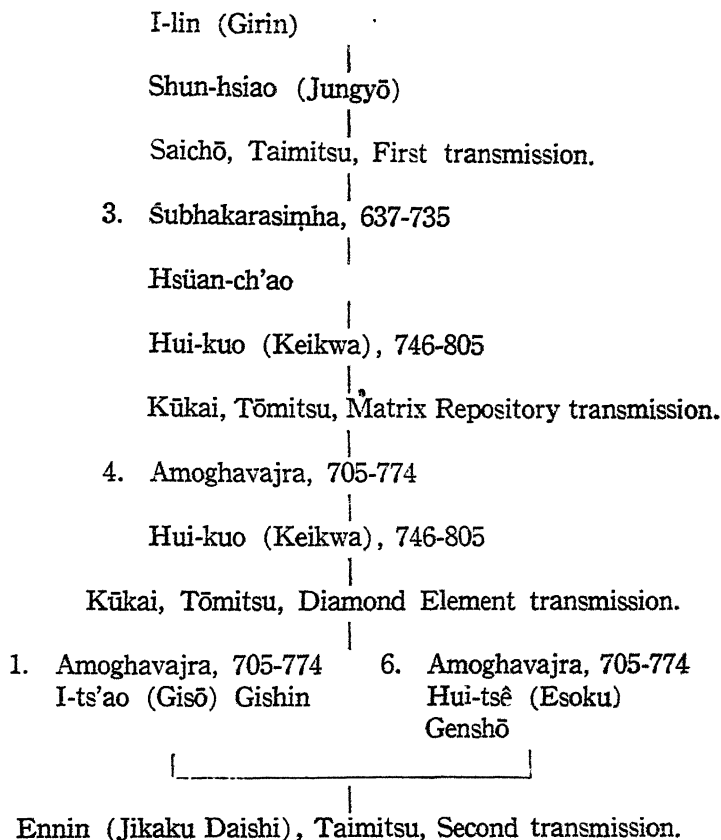 I-lin (Girin)
Shun-hsiao (Jungyō)
Saichō, Taimitsu, First transmission.
3. Śubhakarasiṃha, 637-735
Hsüan-ch'ao
Hui-kuo (Keikwa), 746-805
Kūkai, Tōmitsu, Matrix Repository transmission.
4. Amoghavajra, 705-774
Hui-kuo (Keikwa), 746-805
Kūkai, Tōmitsu, Diamond Element transmission.
1. Amoghavajra, 705-774
I-ts'ao (Gisō) Gishin
6. Amoghavajra, 705-774
Hui-tsê (Esoku)
Genshō
Ennin (Jikaku Daishi), Taimitsu, Second transmission.